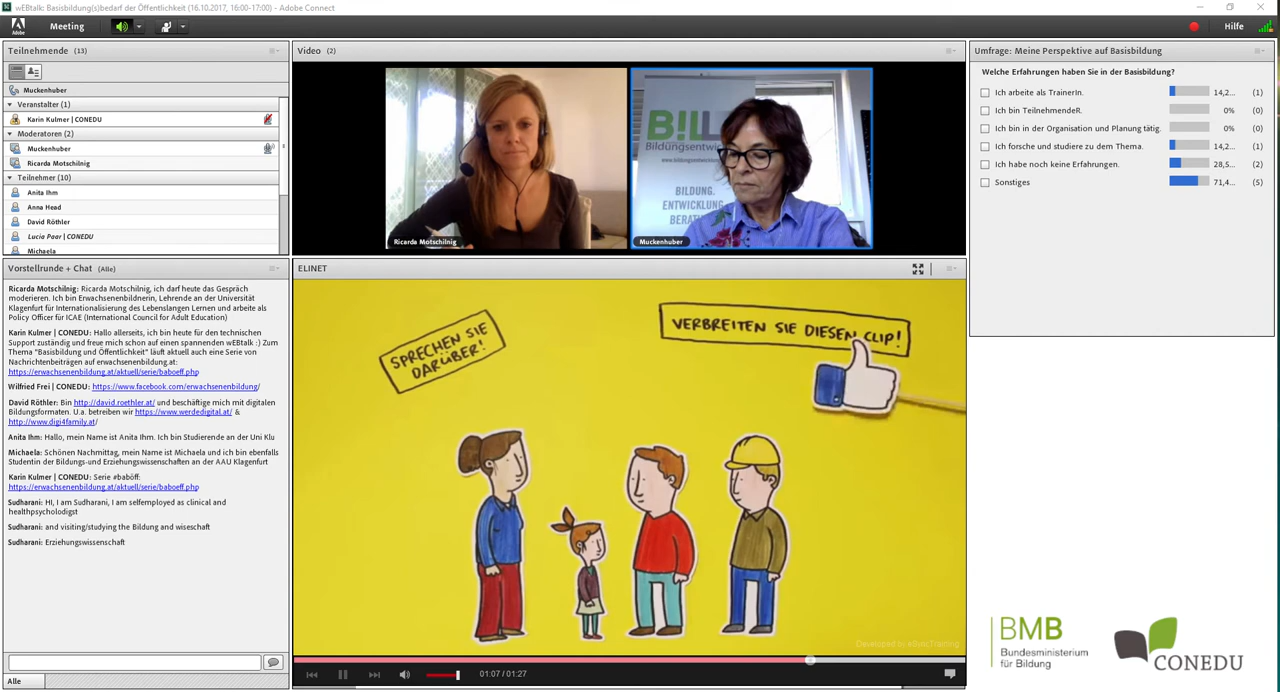 wEBtalk: Basisbildung(s)bedarf der Öffentlichkeit (16.10.2017, 16:00–17:00) - Adobe Connect
Adobe
Meeting
Hilfe
Teilnehmende (13)
Muckenhuber
Veranstalter (1)
Karin Kulmer | CONEDU
Moderatoren (2)
Muckenhuber
Ricarda Motschilnig
Teilnehmer (10)
Anita Ihm
Anna Head
David Röthler
Lucia Paar | CONEDU
Michaela
Vorstellrunde + Chat (Alle)
Ricarda Motschilnig: Ricarda Motschilnig, ich darf heute das Gespräch
moderieren. Ich bin Erwachsenenbildnerin, Lehrende an der Universität
Klagenfurt für Internationalisierung des Lebenslangen Lernen und arbeite als
Policy Officer für ICAE (International Council for Adult Education)
Karin Kulmer | CONEDU: Hallo allerseits, ich bin heute für den technischen
Support zuständig und freue mich schon auf einen spannenden wEBtalk :) Zum
Thema "Basisbildung und Öffentlichkeit" läuft aktuell auch eine Serie von
Nachrichtenbeiträgen auf erwachsenenbildung.at:
https://erwachsenenbildung.at/aktuell/serie/baboeff.php
Wilfried Frei | CONEDU: https://www.facebook.com/erwachsenenbildung/
David Röthler: Bin http://david.roethler.at/ und beschäftige mich mit digitalen
Bildungsformaten. U.a. betreiben wir https://www.werdedigital.at/ &
http://www.digi4family.at/
Anita Ihm: Hallo, mein Name ist Anita Ihm. Ich bin Studierende an der Uni Klu
Michaela: Schönen Nachmittag, mein Name ist Michaela und ich bin ebenfalls
Studentin der Bildungs-und Erziehungswissenschaften an der AAU Klagenfurt
Karin Kulmer | CONEDU: Serie #baböff:
https://erwachsenenbildung.at/aktuell/serie/baboeff.php
Sudharani: HI, I am Sudharani, I am selfemployed as clinical and
healthpsycholodigst
Sudharani: and visiting/studying the Bildung and wiseschaft
Sudharani: Erziehungswissenschaft
Alle
Video (2)
Ricarda Motschilnig
B!LL
Bildungsentwick
www.bildungsentwick
BILDUNG.
ENTWICKLUNG
BERAT
Muckenhuber
ELINET
SPRECHEN SIE
DARÜBER!
VERBREITEN SIE DIESEN CLIP!
01:07 / 01:27
Umfrage: Meine Perspektive auf Basisbildung
Welche Erfahrungen haben Sie in der Basisbildung?
Ich arbeite als TrainerIn. 14,2... (1)
Ich bin TeilnehmendeR. 0% (0)
Ich bin in der Organisation und Planung tätig. 0% (0)
Ich forsche und studiere zu dem Thema. 14,2... (1)
Ich habe noch keine Erfahrungen. 28,5... (2)
Sonstiges 71,4... (5)
BMB
Bundesministerium
für Bildung
CONEDU